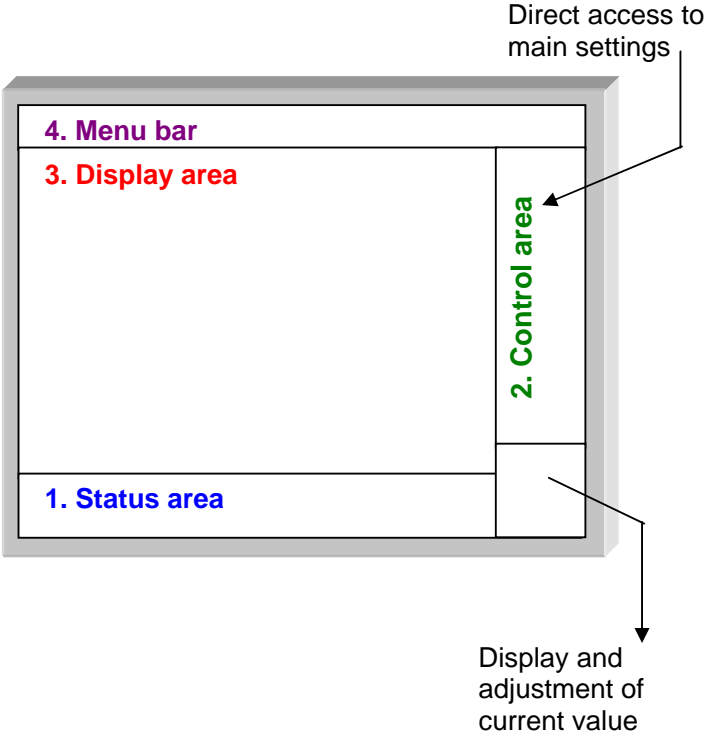 Direct access to
main settings
4. Menu bar
3. Display area
2. Control area
1. Status area
Display and
adjustment of
current value